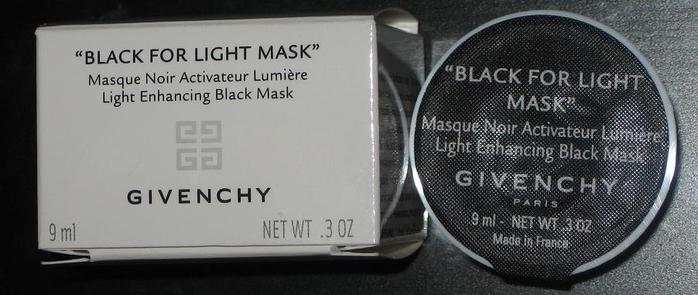 “BLACK FOR LIGHT MASK”
Masque Noir Activateur Lumière
Light Enhancing Black Mask
GIVENCHY
9 ml NET WT .3 OZ
“BLACK FOR LIGHT
MASK”
Masque Noir Activateur Lumière
Light Enhancing Black Mask
GIVENCHY
PARIS
9 ml - NET WT .3 OZ
Made in France